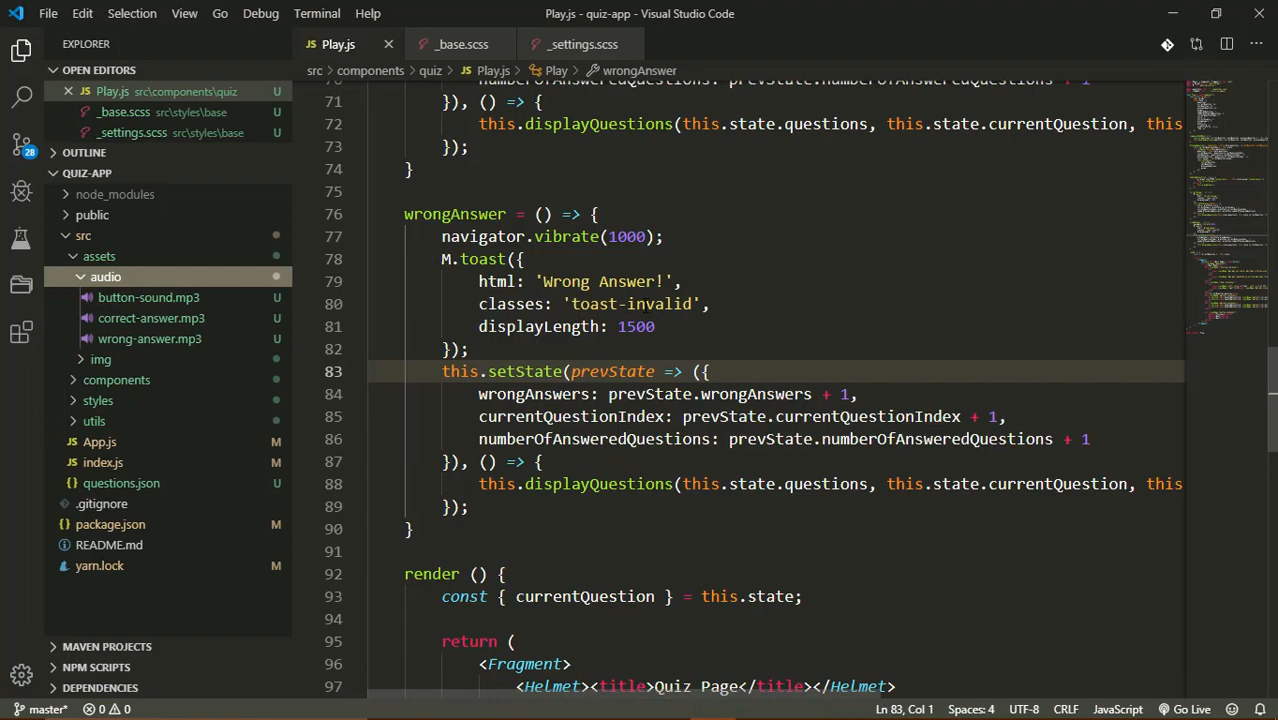 File Edit Selection View Go Debug Terminal Help
Play.js - quiz-app - Visual Studio Code
EXPLORER
JS Play.js
_base.scss
_settings.scss
OPEN EDITORS
src > components > quiz > JS Play.js > Play > wrongAnswer
JS Play.js src\components\quiz U
_base.scss src\styles\base U
_settings.scss src\styles\base U
OUTLINE
28
QUIZ-APP
node_modules
public
src
assets
audio
button-sound.mp3 U
correct-answer.mp3 U
wrong-answer.mp3 U
img
components
styles
utils
JS App.js M
JS index.js M
{} questions.json U
.gitignore
{} package.json M
README.md
yarn.lock M
MAVEN PROJECTS
NPM SCRIPTS
DEPENDENCIES
numberOfAnsweredQuestions: prevState.numberOfAnsweredQuestions + 1
71 }), () => {
72 this.displayQuestions(this.state.questions, this.state.currentQuestion, this
73 });
74 }
75
76 wrongAnswer = () => {
77 navigator.vibrate(1000);
78 M.toast({
79 html: 'Wrong Answer!',
80 classes: 'toast-invalid',
81 displayLength: 1500
82 });
83 this.setState(prevState => ({
84 wrongAnswers: prevState.wrongAnswers + 1,
85 currentQuestionIndex: prevState.currentQuestionIndex + 1,
86 numberOfAnsweredQuestions: prevState.numberOfAnsweredQuestions + 1
87 }), () => {
88 this.displayQuestions(this.state.questions, this.state.currentQuestion, this
89 });
90 }
91
92 render () {
93 const { currentQuestion } = this.state;
94
95 return (
96 <Fragment>
97 <Helmet><title>Quiz Page</title></Helmet>
master* 0 0
Ln 83, Col 1 Spaces: 4 UTF-8 CRLF JavaScript Go Live